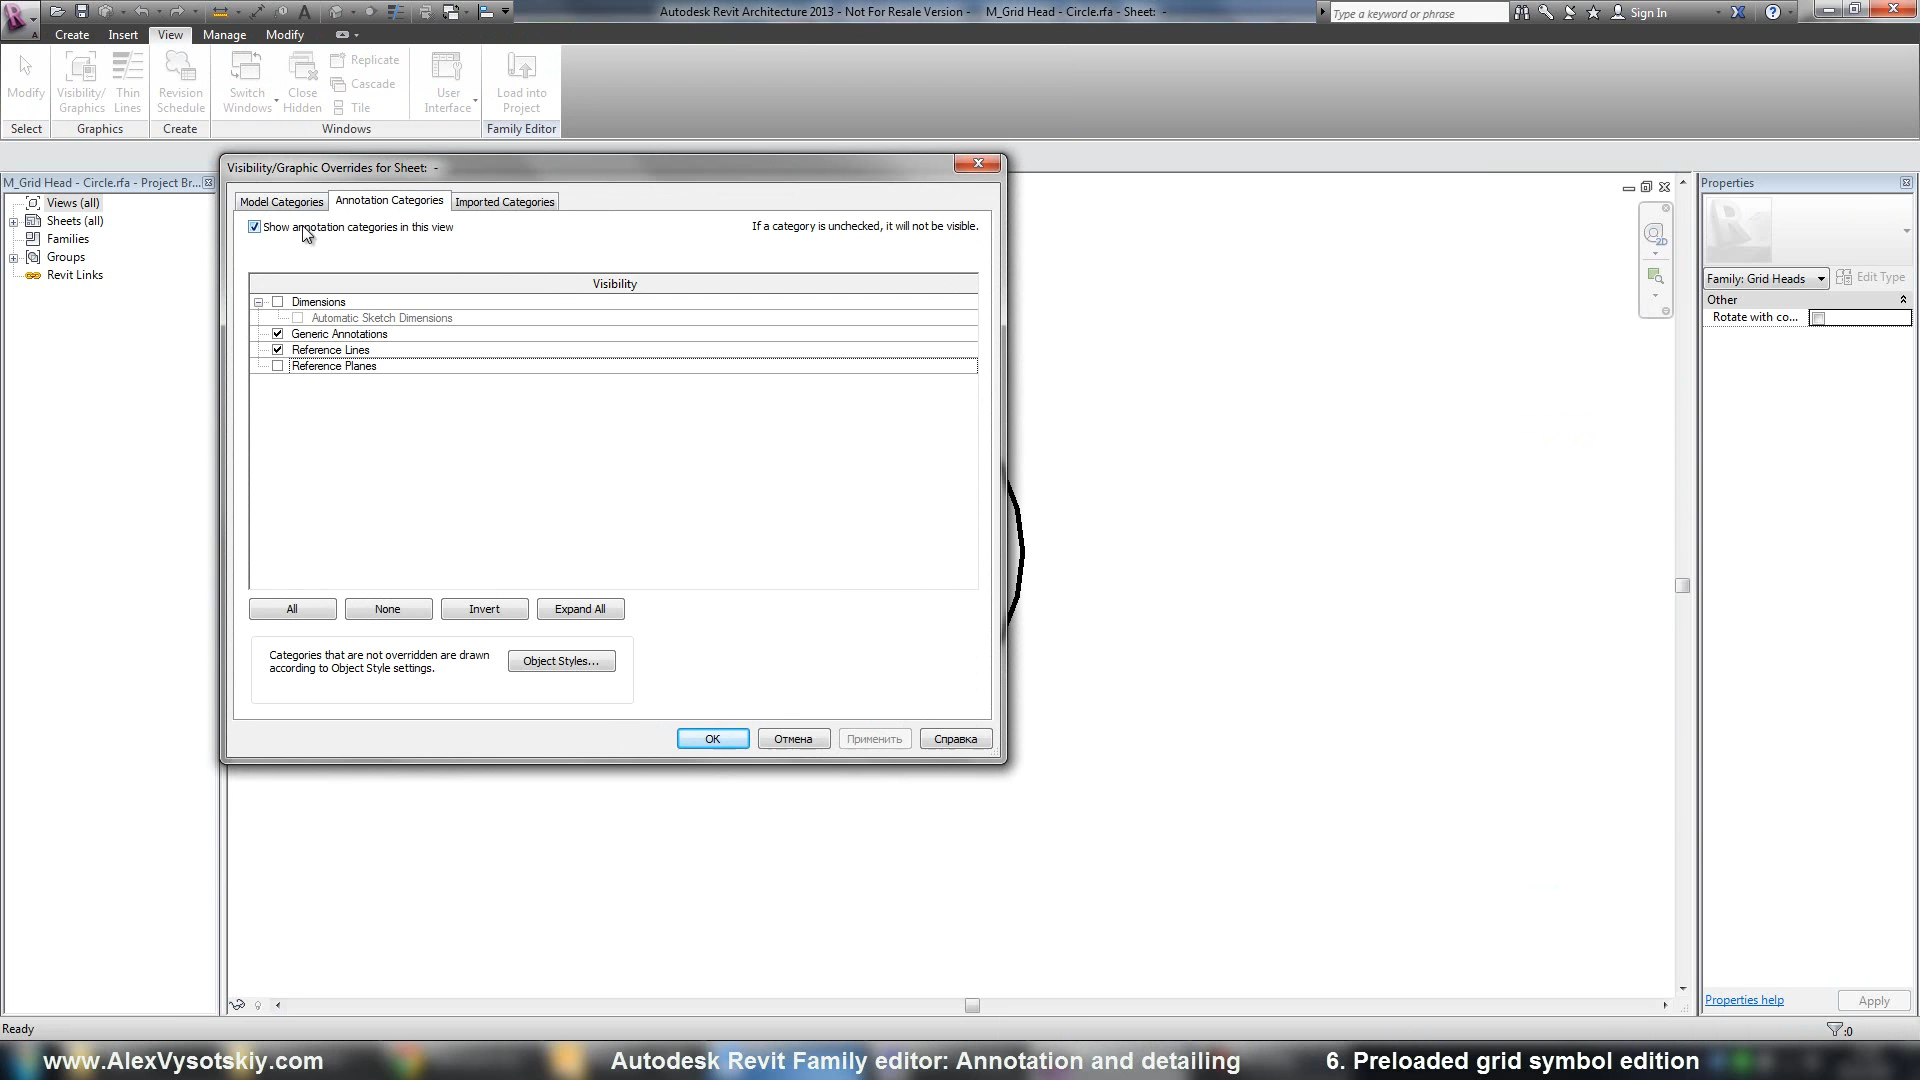 Autodesk Revit Architecture 2013 - Not For Resale Version - M_Grid Head - Circle.rfa - Sheet: -
Type a keyword or phrase
Sign In
Create Insert View Manage Modify
Modify
Visibility/
Graphics
Thin
Lines
Revision
Schedule
Switch
Windows
Close
Hidden
Replicate
Cascade
Tile
User
Interface
Load into
Project
Select Graphics Create Windows Family Editor
M_Grid Head - Circle.rfa - Project Br...
Views (all)
Sheets (all)
Families
Groups
Revit Links
Visibility/Graphic Overrides for Sheet: -
Model Categories Annotation Categories Imported Categories
Show annotation categories in this view
If a category is unchecked, it will not be visible.
Visibility
Dimensions
Automatic Sketch Dimensions
Generic Annotations
Reference Lines
Reference Planes
All None Invert Expand All
Categories that are not overridden are drawn
according to Object Style settings.
Object Styles...
OK Отмена Применить Справка
2D
Properties
Family: Grid Heads
Edit Type
Other
Rotate with co...
Properties help
Apply
Ready
:0
www.AlexVysotskiy.com
Autodesk Revit Family editor: Annotation and detailing
6. Preloaded grid symbol edition